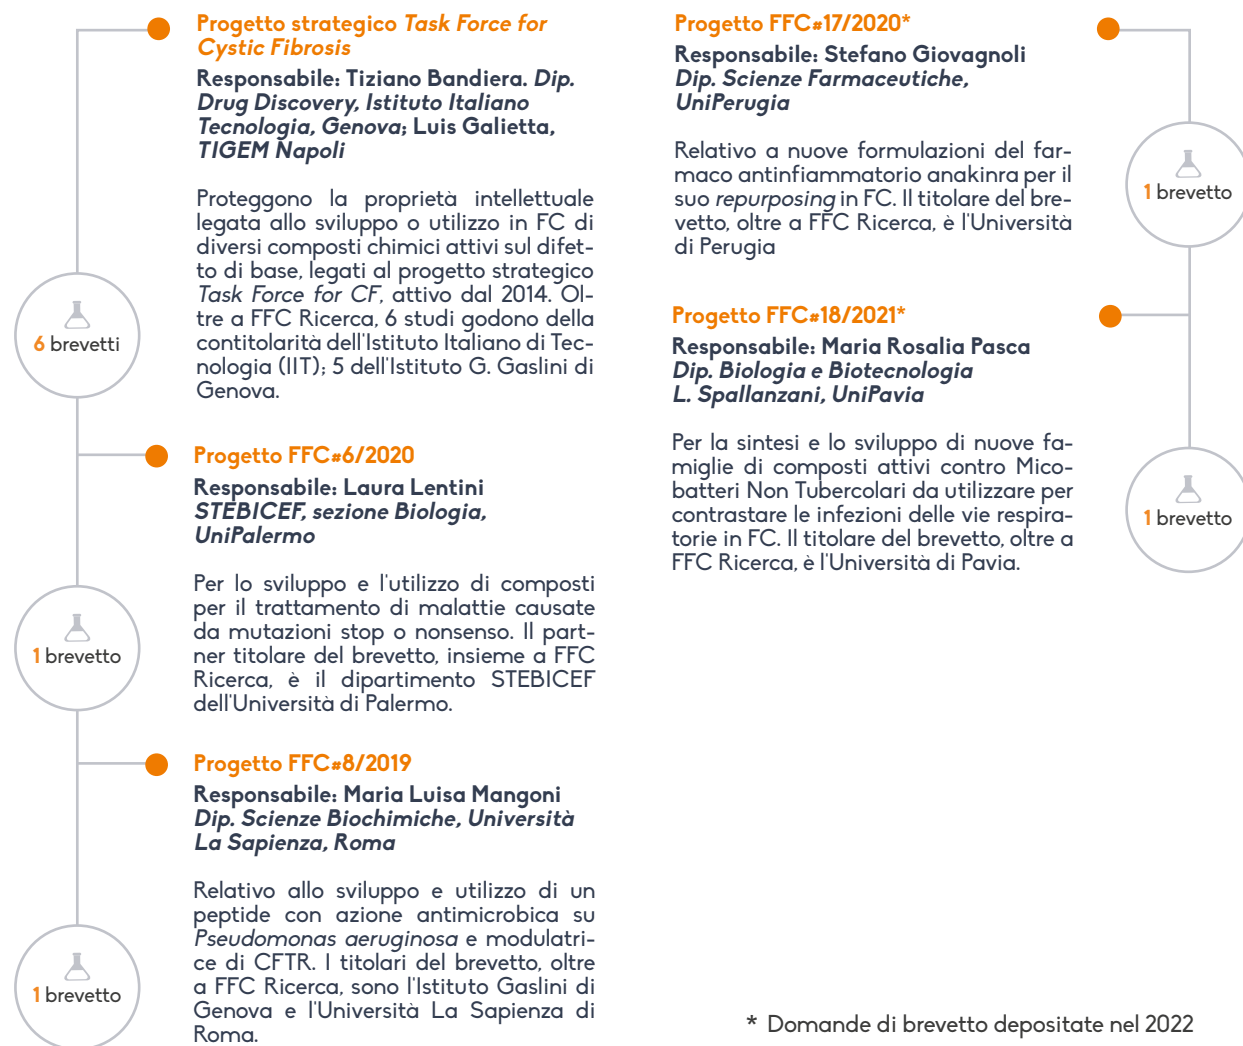 Progetto strategico Task Force for
Cystic Fibrosis
Responsabile: Tiziano Bandiera. Dip.
Drug Discovery, Istituto Italiano
Tecnologia, Genova; Luis Galietta,
TIGEM Napoli
Proteggono la proprietà intellettuale
legata allo sviluppo o utilizzo in FC di
diversi composti chimici attivi sul difet-
to di base, legati al progetto strategico
Task Force for CF, attivo dal 2014. Ol-
tre a FFC Ricerca, 6 studi godono della
contitolarità dell'Istituto Italiano di Tec-
nologia (IIT); 5 dell'Istituto G. Gaslini di
Genova.
6 brevetti
Progetto FFC#6/2020
Responsabile: Laura Lentini
STEBICEF, sezione Biologia,
UniPalermo
Per lo sviluppo e l'utilizzo di composti
per il trattamento di malattie causate
da mutazioni stop o nonsenso. Il part-
ner titolare del brevetto, insieme a FFC
Ricerca, è il dipartimento STEBICEF
dell'Università di Palermo.
1 brevetto
Progetto FFC#8/2019
Responsabile: Maria Luisa Mangoni
Dip. Scienze Biochimiche, Università
La Sapienza, Roma
Relativo allo sviluppo e utilizzo di un
peptide con azione antimicrobica su
Pseudomonas aeruginosa e modulatri-
ce di CFTR. I titolari del brevetto, oltre
a FFC Ricerca, sono l'Istituto Gaslini di
Genova e l'Università La Sapienza di
Roma.
1 brevetto
Progetto FFC#17/2020*
Responsabile: Stefano Giovagnoli
Dip. Scienze Farmaceutiche,
UniPerugia
Relativo a nuove formulazioni del far-
maco antinfiammatorio anakinra per il
suo repurposing in FC. Il titolare del bre-
vetto, oltre a FFC Ricerca, è l'Università
di Perugia
1 brevetto
Progetto FFC#18/2021*
Responsabile: Maria Rosalia Pasca
Dip. Biologia e Biotecnologia
L. Spallanzani, UniPavia
Per la sintesi e lo sviluppo di nuove fa-
miglie di composti attivi contro Mico-
batteri Non Tubercolari da utilizzare per
contrastare le infezioni delle vie respira-
torie in FC. Il titolare del brevetto, oltre a
FFC Ricerca, è l'Università di Pavia.
1 brevetto
* Domande di brevetto depositate nel 2022